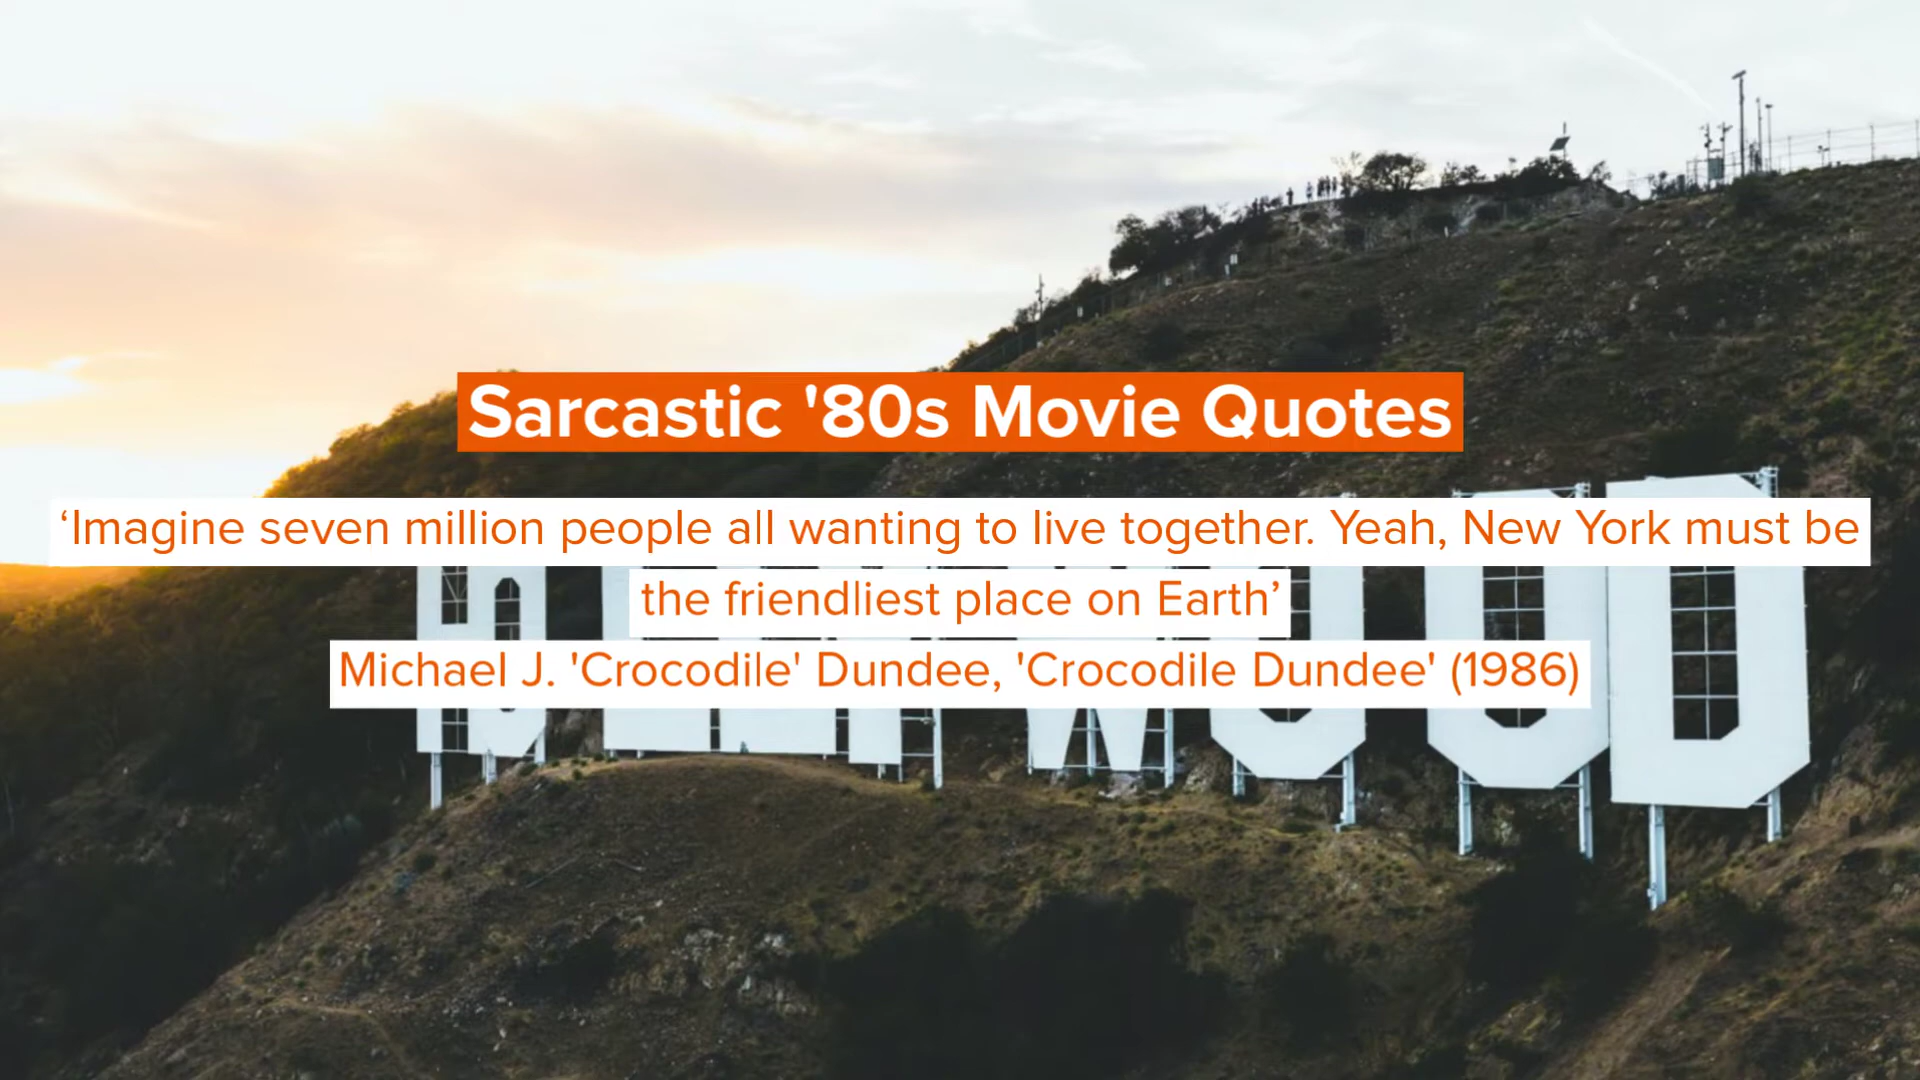 Sarcastic '80s Movie Quotes
‘Imagine seven million people all wanting to live together. Yeah, New York must be
the friendliest place on Earth’
Michael J. 'Crocodile' Dundee, 'Crocodile Dundee' (1986)